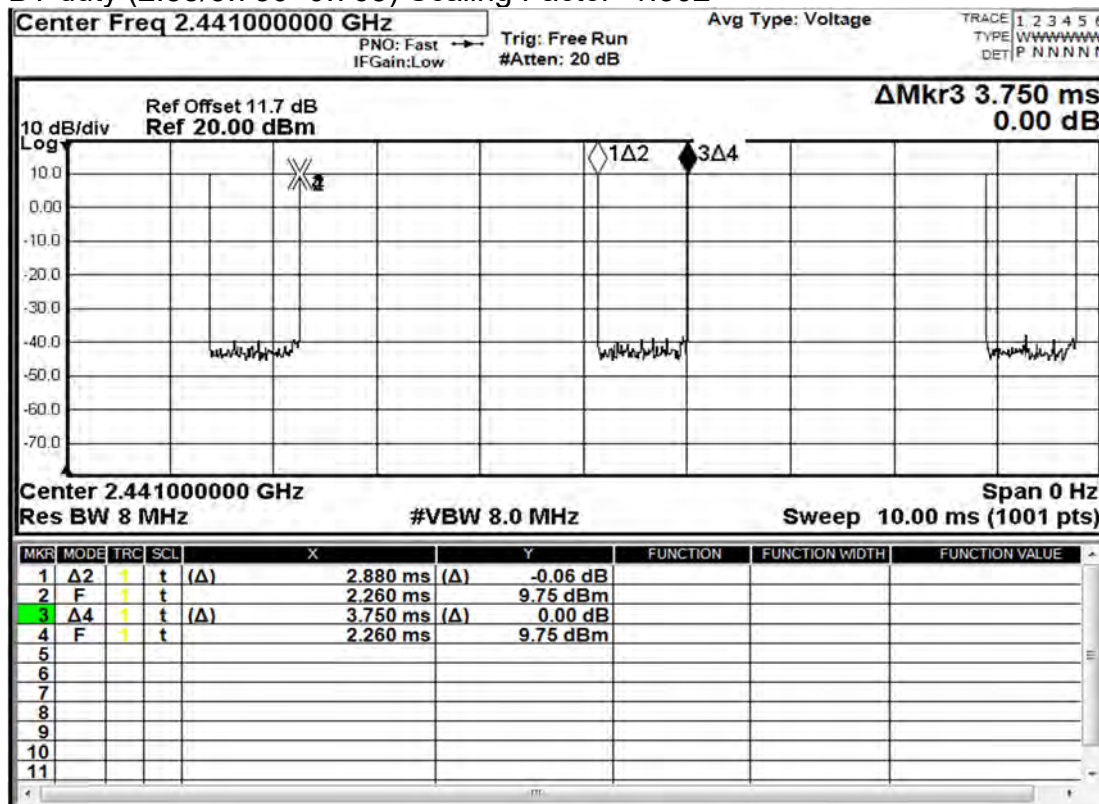 BT duty Scaling Factor
Center Freq 2.441000000 GHz
Avg Type: Voltage
TRACE 1 2 3 4 5 6
PNO: Fast
Trig: Free Run
TYPE WWWWWW
IFGain:Low
#Atten: 20 dB
DET P N N N N N
ΔMkr3 3.750 ms
0.00 dB
Ref Offset 11.7 dB
10 dB/div Ref 20.00 dBm
Log
1Δ2
3Δ4
10.0
0.00
-10.0
-20.0
-30.0
-40.0
-50.0
-60.0
-70.0
Center 2.441000000 GHz Span 0 Hz
Res BW 8 MHz #VBW 8.0 MHz Sweep 10.00 ms (1001 pts)
MKR MODE TRC SCL X Y FUNCTION FUNCTION WIDTH FUNCTION VALUE
1 Δ2 1 t (Δ) 2.880 ms (Δ) -0.06 dB
2 F 1 t 2.260 ms 9.75 dBm
3 Δ4 1 t (Δ) 3.750 ms (Δ) 0.00 dB
4 F 1 t 2.260 ms 9.75 dBm
5
6
7
8
9
10
11